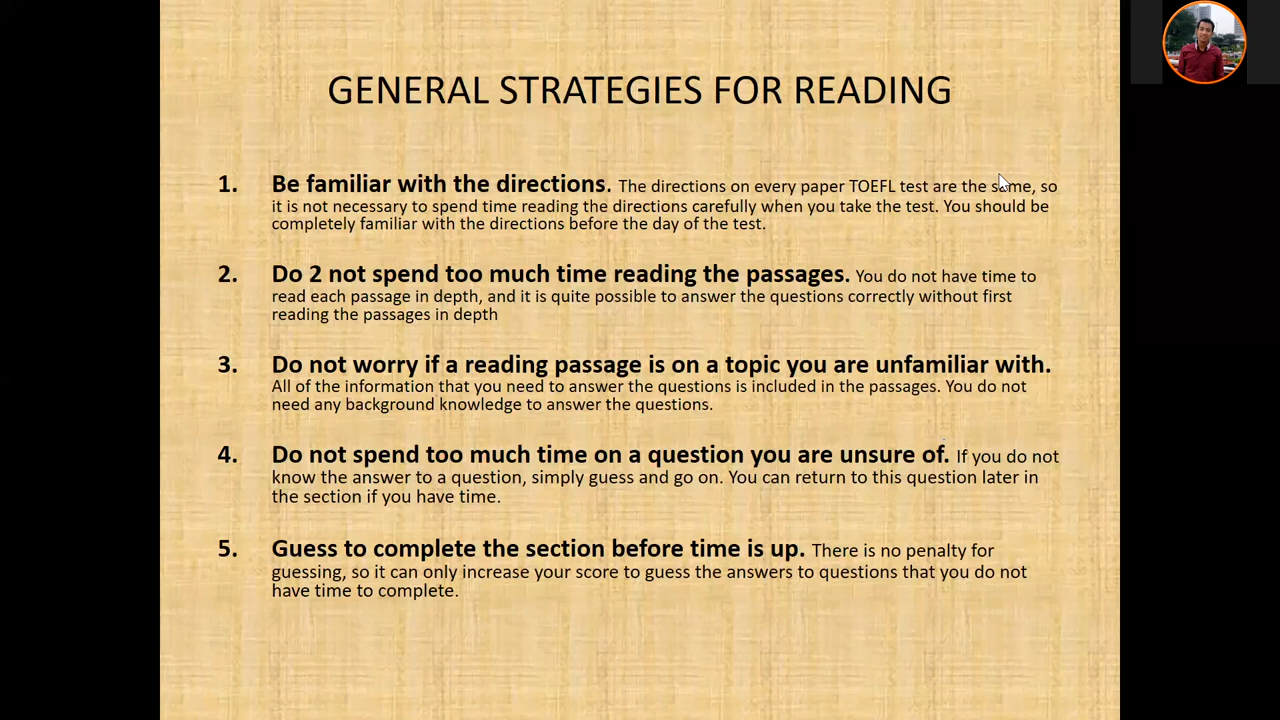 GENERAL STRATEGIES FOR READING
1. Be familiar with the directions. The directions on every paper TOEFL test are the same, so
it is not necessary to spend time reading the directions carefully when you take the test. You should be
completely familiar with the directions before the day of the test.
2. Do 2 not spend too much time reading the passages. You do not have time to
read each passage in depth, and it is quite possible to answer the questions correctly without first
reading the passages in depth
3. Do not worry if a reading passage is on a topic you are unfamiliar with.
All of the information that you need to answer the questions is included in the passages. You do not
need any background knowledge to answer the questions.
4. Do not spend too much time on a question you are unsure of. If you do not
know the answer to a question, simply guess and go on. You can return to this question later in
the section if you have time.
5. Guess to complete the section before time is up. There is no penalty for
guessing, so it can only increase your score to guess the answers to questions that you do not
have time to complete.